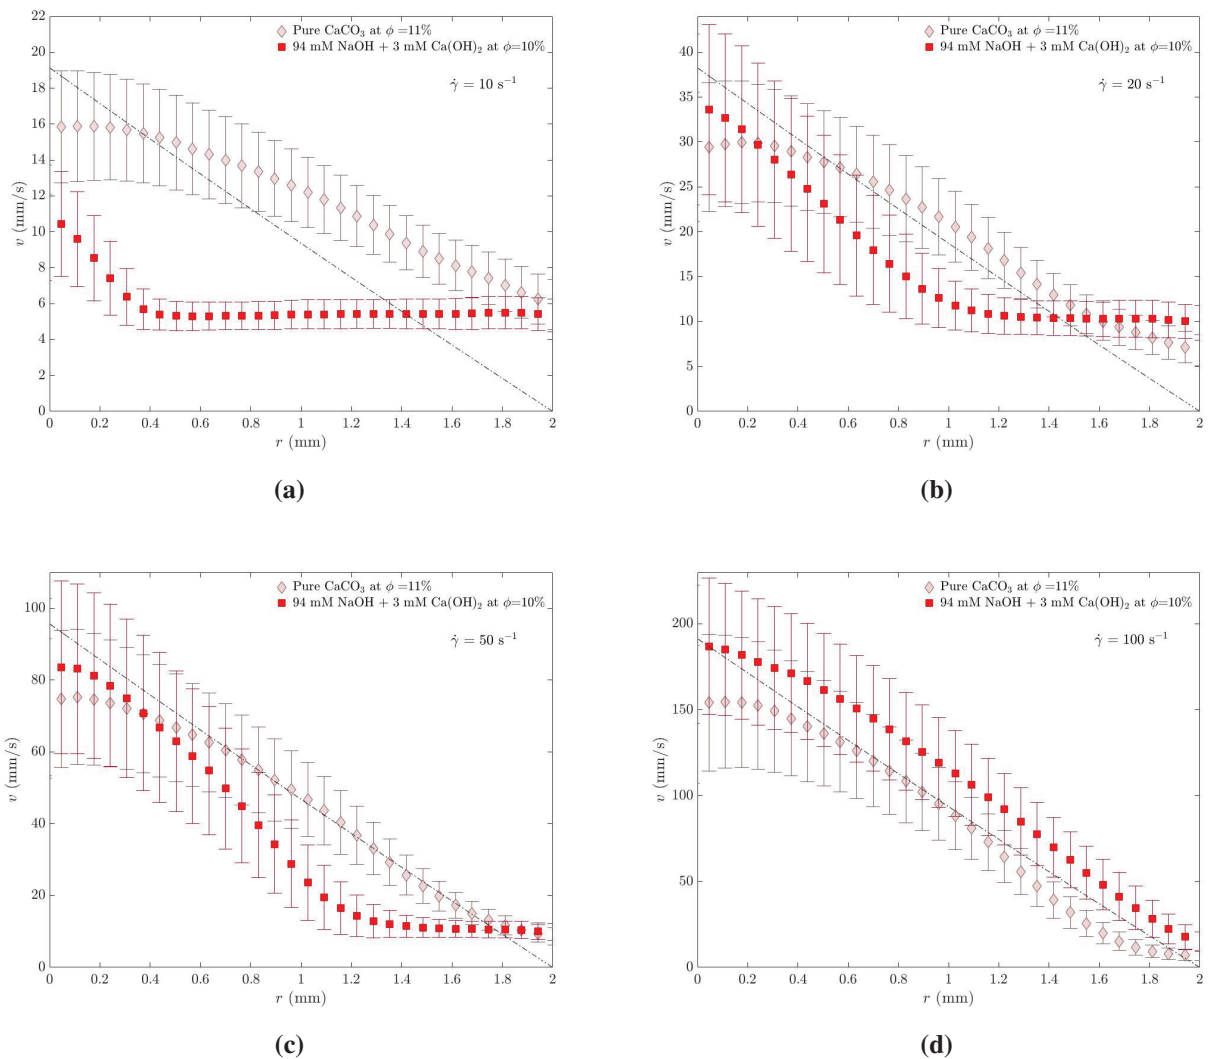 Pure CaCO₃ at ϕ =11%
94 mM NaOH + 3 mM Ca(OH)₂ at ϕ=10%
γ̇ = 10 s⁻¹
22
20
18
16
14
12
10
8
6
4
2
0
v (mm/s)
0 0.2 0.4 0.6 0.8 1 1.2 1.4 1.6 1.8 2
r (mm)
(a)
Pure CaCO₃ at ϕ =11%
94 mM NaOH + 3 mM Ca(OH)₂ at ϕ=10%
γ̇ = 20 s⁻¹
40
35
30
25
20
15
10
5
0
v (mm/s)
0 0.2 0.4 0.6 0.8 1 1.2 1.4 1.6 1.8 2
r (mm)
(b)
Pure CaCO₃ at ϕ =11%
94 mM NaOH + 3 mM Ca(OH)₂ at ϕ=10%
γ̇ = 50 s⁻¹
100
80
60
40
20
0
v (mm/s)
0 0.2 0.4 0.6 0.8 1 1.2 1.4 1.6 1.8 2
r (mm)
(c)
Pure CaCO₃ at ϕ =11%
94 mM NaOH + 3 mM Ca(OH)₂ at ϕ=10%
γ̇ = 100 s⁻¹
200
150
100
50
0
v (mm/s)
0 0.2 0.4 0.6 0.8 1 1.2 1.4 1.6 1.8 2
r (mm)
(d)